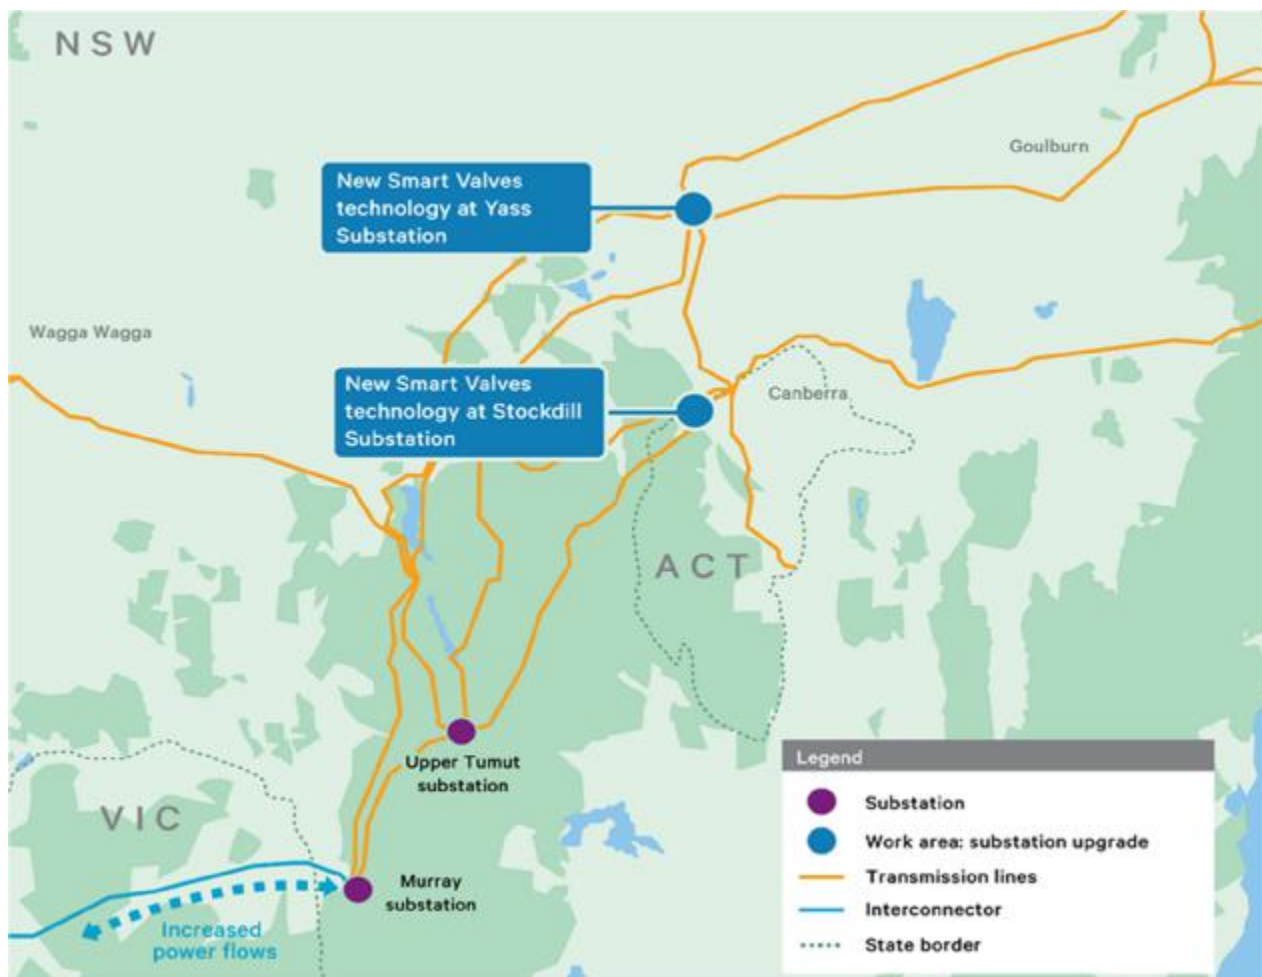 NSW
Goulburn
New Smart Valves
technology at Yass
Substation
Wagga Wagga
New Smart Valves
technology at Stockdill
Substation
Canberra
ACT
Upper Tumut
substation
VIC
Murray
substation
Increased
power flows
Legend
Substation
Work area: substation upgrade
Transmission lines
Interconnector
State border